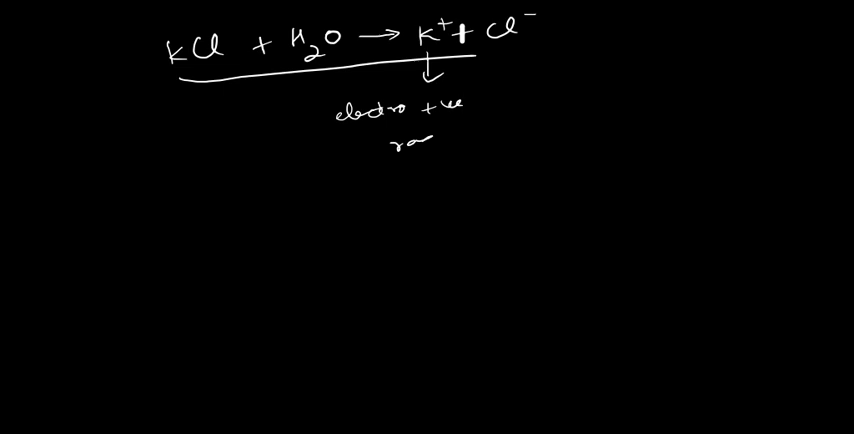 KCl + H₂O → K⁺ + Cl⁻
electro +ve